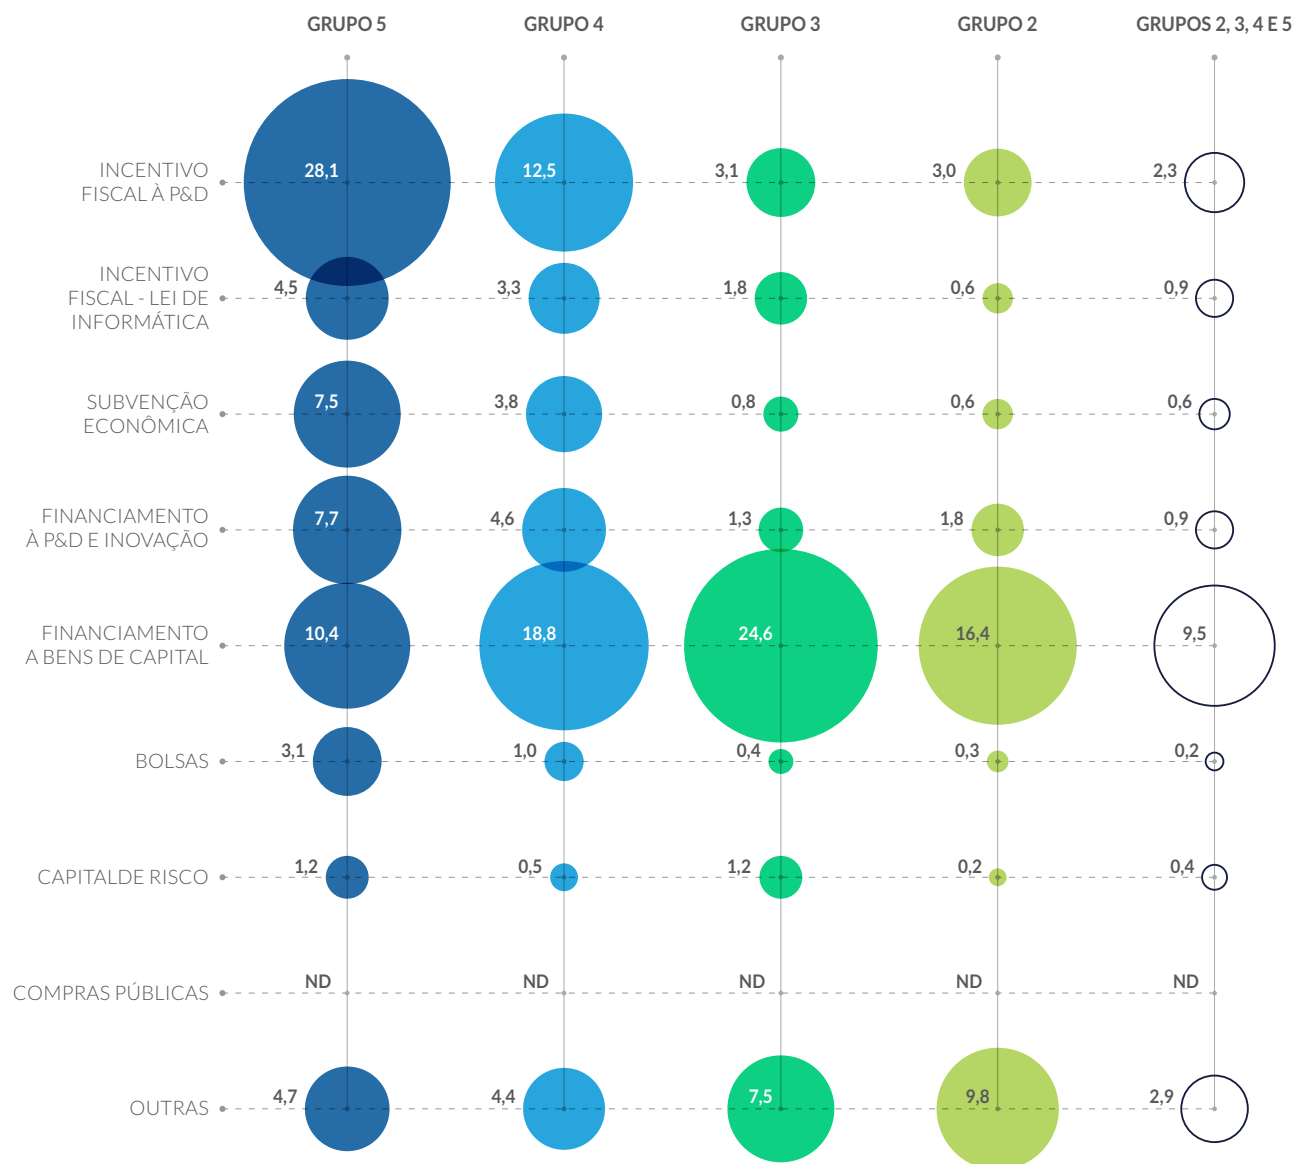 GRUPO 5 GRUPO 4 GRUPO 3 GRUPO 2 GRUPOS 2, 3, 4 E 5
INCENTIVO
FISCAL À P&D
28,1 12,5 3,1 3,0 2,3
INCENTIVO
FISCAL - LEI DE
INFORMÁTICA
4,5 3,3 1,8 0,6 0,9
SUBVENÇÃO
ECONÔMICA
7,5 3,8 0,8 0,6 0,6
FINANCIAMENTO
À P&D E INOVAÇÃO
7,7 4,6 1,3 1,8 0,9
FINANCIAMENTO
A BENS DE CAPITAL
10,4 18,8 24,6 16,4 9,5
BOLSAS
3,1 1,0 0,4 0,3 0,2
CAPITALDE RISCO
1,2 0,5 1,2 0,2 0,4
COMPRAS PÚBLICAS
ND ND ND ND ND
OUTRAS
4,7 4,4 7,5 9,8 2,9